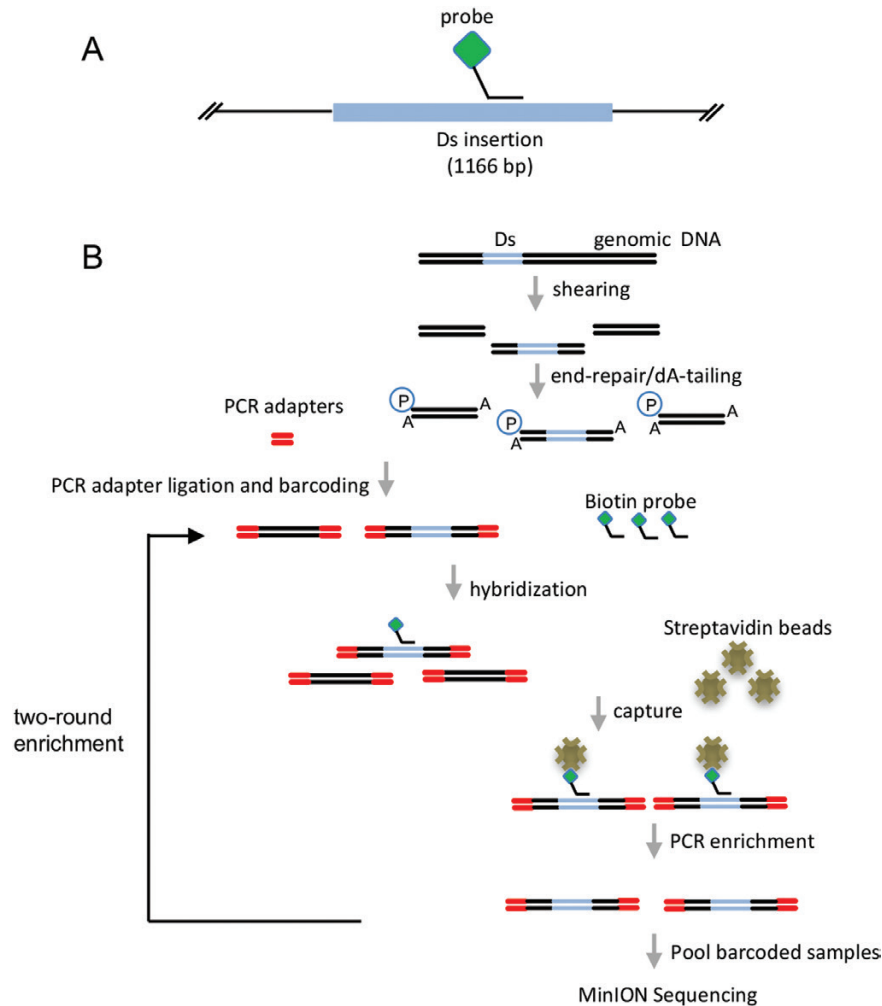 A
probe
Ds insertion
(1166 bp)
B
Ds genomic DNA
shearing
end-repair/dA-tailing
PCR adapters
P
A
A
P
A
A
P
A
A
PCR adapter ligation and barcoding
Biotin probe
hybridization
Streptavidin beads
capture
two-round
enrichment
PCR enrichment
Pool barcoded samples
MinION Sequencing